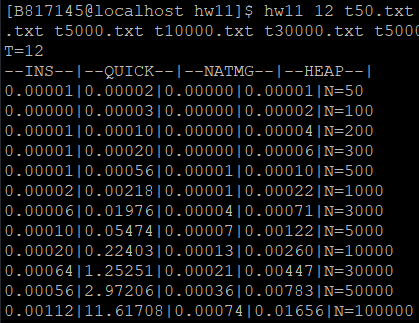 [B817145@localhost hw11]$ hw11 12 t50.txt
.txt t5000.txt t10000.txt t30000.txt t5000
T=12
--INS--|--QUICK--|--NATMG--|--HEAP--|
0.00001|0.00002|0.00000|0.00001|N=50
0.00000|0.00003|0.00000|0.00002|N=100
0.00001|0.00010|0.00000|0.00004|N=200
0.00001|0.00020|0.00000|0.00006|N=300
0.00001|0.00056|0.00001|0.00010|N=500
0.00002|0.00218|0.00001|0.00022|N=1000
0.00006|0.01976|0.00004|0.00071|N=3000
0.00010|0.05474|0.00007|0.00122|N=5000
0.00020|0.22403|0.00013|0.00260|N=10000
0.00064|1.25251|0.00021|0.00447|N=30000
0.00056|2.97206|0.00036|0.00783|N=50000
0.00112|11.61708|0.00074|0.01656|N=100000